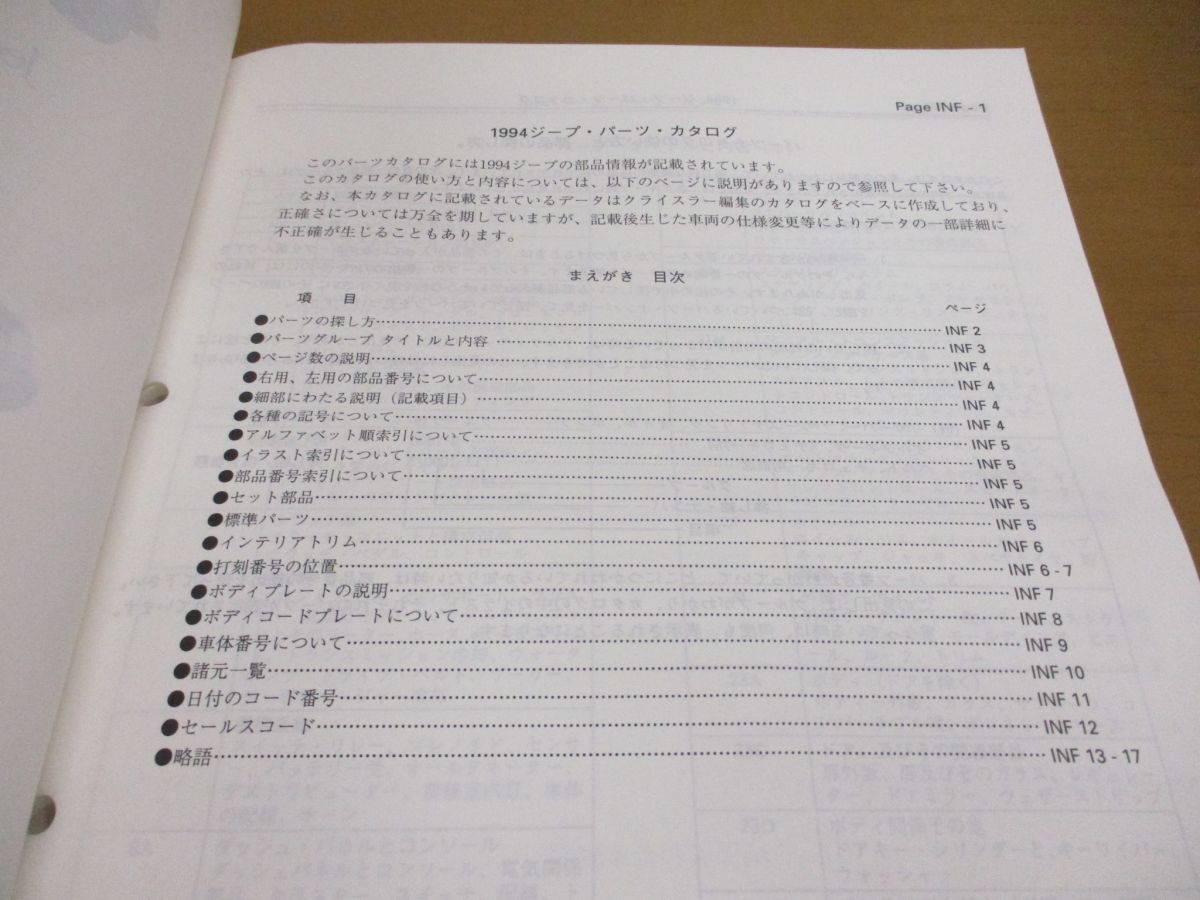 Page INF - 1
1994ジープ・パーツ・カタログ
このパーツカタログには1994ジープの部品情報が記載されています。
このカタログの使い方と内容については、以下のページに説明がありますので参照して下さい。
なお、本カタログに記載されているデータはクライスラー編集のカタログをベースに作成しており、
正確さについては万全を期していますが、記載後生じた車両の仕様変更等によりデータの一部詳細に
不正確が生じることもあります。
まえがき 目次
項 目 ページ
●パーツの探し方 INF 2
●パーツグループ タイトルと内容 INF 3
●ページ数の説明 INF 4
●右用、左用の部品番号について INF 4
●細部にわたる説明（記載項目） INF 4
●各種の記号について INF 4
●アルファベット順索引について INF 5
●イラスト索引について INF 5
●部品番号索引について INF 5
●セット部品 INF 5
●標準パーツ INF 5
●インテリアトリム INF 6
●打刻番号の位置 INF 6 - 7
●ボディプレートの説明 INF 7
●ボディコードプレートについて INF 8
●車体番号について INF 9
●諸元一覧 INF 10
●日付のコード番号 INF 11
●セールスコード INF 12
●略語 INF 13 - 17